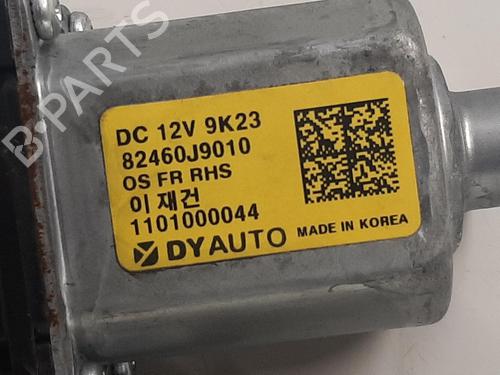 B-PARTS
DC 12V 9K23
82460J9010
OS FR RHS
이 재건
1101000044
DYAUTO
MADE IN KOREA